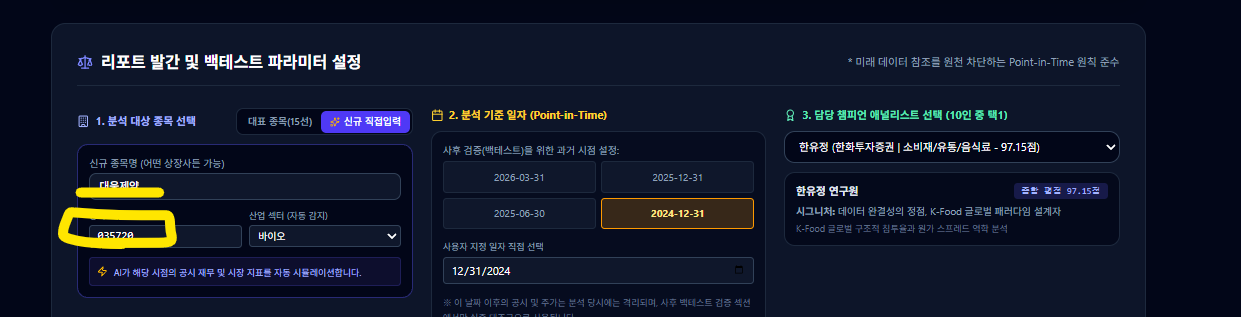 리포트 발간 및 백테스트 파라미터 설정
* 미래 데이터 참조를 원천 차단하는 Point-in-Time 원칙 준수
1. 분석 대상 종목 선택
대표 종목(15선)
신규 직접입력
신규 종목명 (어떤 상장사든 가능)
대웅제약
산업 섹터 (자동 감지)
035720
바이오
AI가 해당 시점의 공시 재무 및 시장 지표를 자동 시뮬레이션합니다.
2. 분석 기준 일자 (Point-in-Time)
사후 검증(백테스트)를 위한 과거 시점 설정:
2026-03-31
2025-12-31
2025-06-30
2024-12-31
사용자 지정 일자 직접 선택
12/31/2024
※ 이 날짜 이후의 공시 및 주가는 분석 당시에는 격리되며, 사후 백테스트 검증 섹션
3. 담당 챔피언 애널리스트 선택 (10인 중 택1)
한유정 (한화투자증권 | 소비재/유통/음식료 - 97.15점)
한유정 연구원
종합 평점 97.15점
시그니처: 데이터 완결성의 정점, K-Food 글로벌 패러다임 설계자
K-Food 글로벌 구조적 침투율과 원가 스프레드 역학 분석